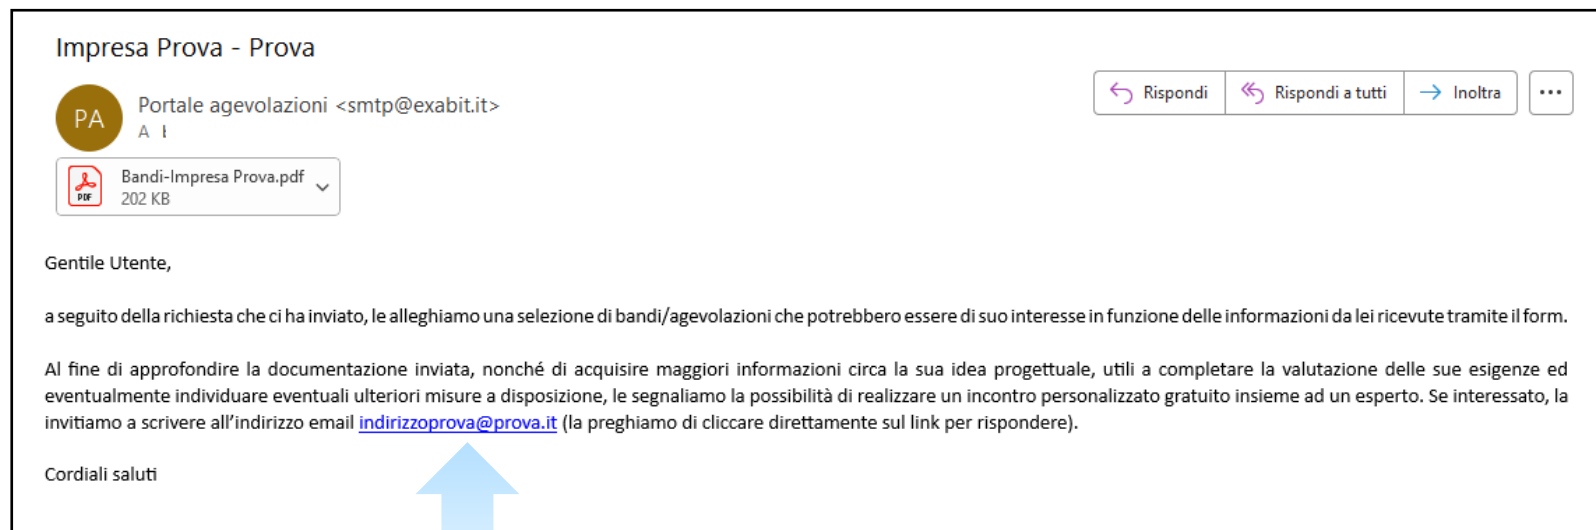 Impresa Prova - Prova
PA
Portale agevolazioni <smtp@exabit.it>
A
Rispondi
Rispondi a tutti
Inoltra
PDF
Bandi-Impresa Prova.pdf
202 KB
Gentile Utente,
a seguito della richiesta che ci ha inviato, le alleghiamo una selezione di bandi/agevolazioni che potrebbero essere di suo interesse in funzione delle informazioni da lei ricevute tramite il form.
Al fine di approfondire la documentazione inviata, nonché di acquisire maggiori informazioni circa la sua idea progettuale, utili a completare la valutazione delle sue esigenze ed
eventualmente individuare eventuali ulteriori misure a disposizione, le segnaliamo la possibilità di realizzare un incontro personalizzato gratuito insieme ad un esperto. Se interessato, la
invitiamo a scrivere all’indirizzo email indirizzoprova@prova.it (la preghiamo di cliccare direttamente sul link per rispondere).
Cordiali saluti